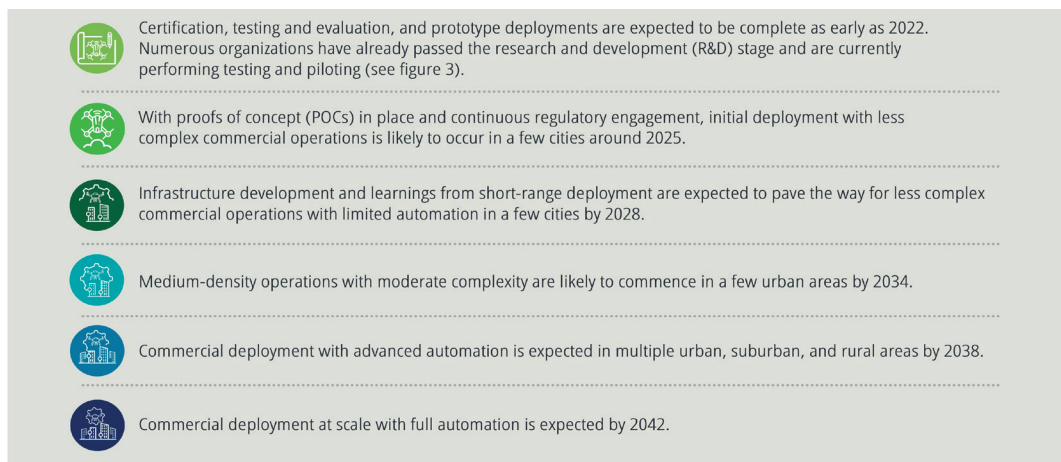 Certification, testing and evaluation, and prototype deployments are expected to be complete as early as 2022.
Numerous organizations have already passed the research and development (R&D) stage and are currently
performing testing and piloting (see figure 3).
With proofs of concept (POCs) in place and continuous regulatory engagement, initial deployment with less
complex commercial operations is likely to occur in a few cities around 2025.
Infrastructure development and learnings from short-range deployment are expected to pave the way for less complex
commercial operations with limited automation in a few cities by 2028.
Medium-density operations with moderate complexity are likely to commence in a few urban areas by 2034.
Commercial deployment with advanced automation is expected in multiple urban, suburban, and rural areas by 2038.
Commercial deployment at scale with full automation is expected by 2042.